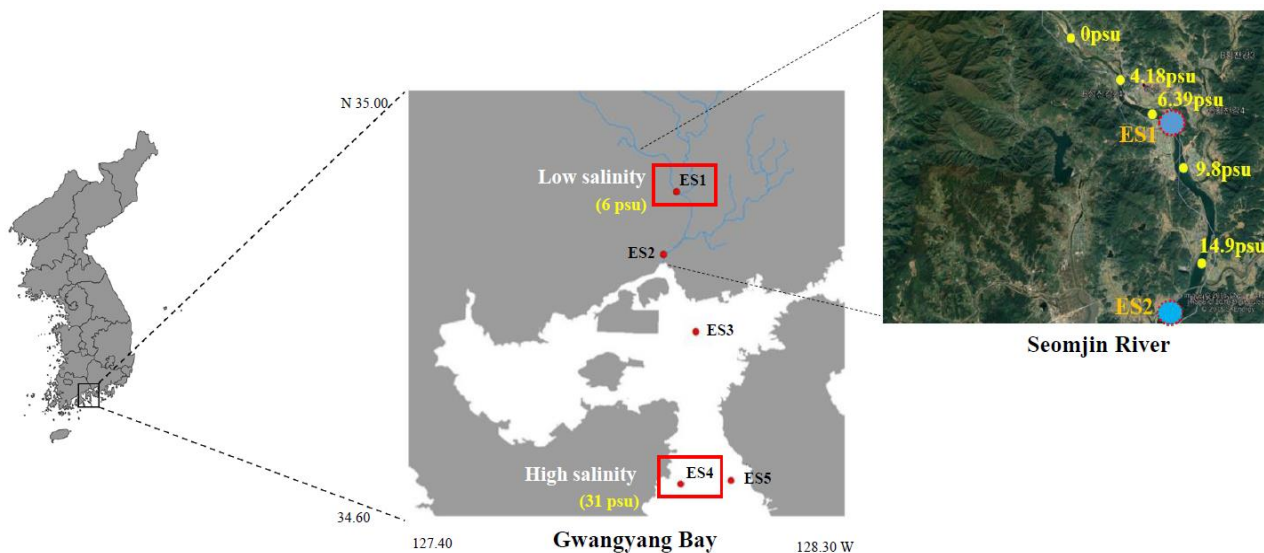 N 35.00
Low salinity
(6 psu)
ES1
ES2
ES3
High salinity
(31 psu)
ES4
ES5
34.60
127.40
128.30 W
Gwangyang Bay
0psu
4.18psu
6.39psu
ES1
9.8psu
14.9psu
ES2
Seomjin River